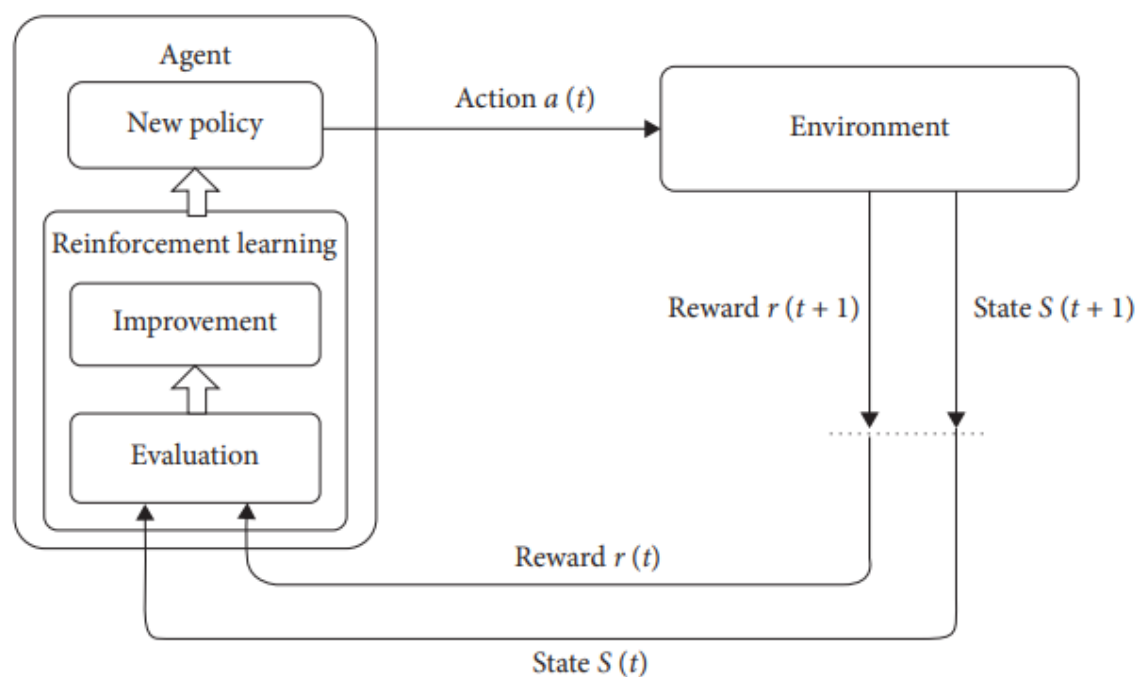 Agent
New policy
Action a (t)
Environment
Reinforcement learning
Improvement
Reward r (t + 1)
State S (t + 1)
Evaluation
Reward r (t)
State S (t)